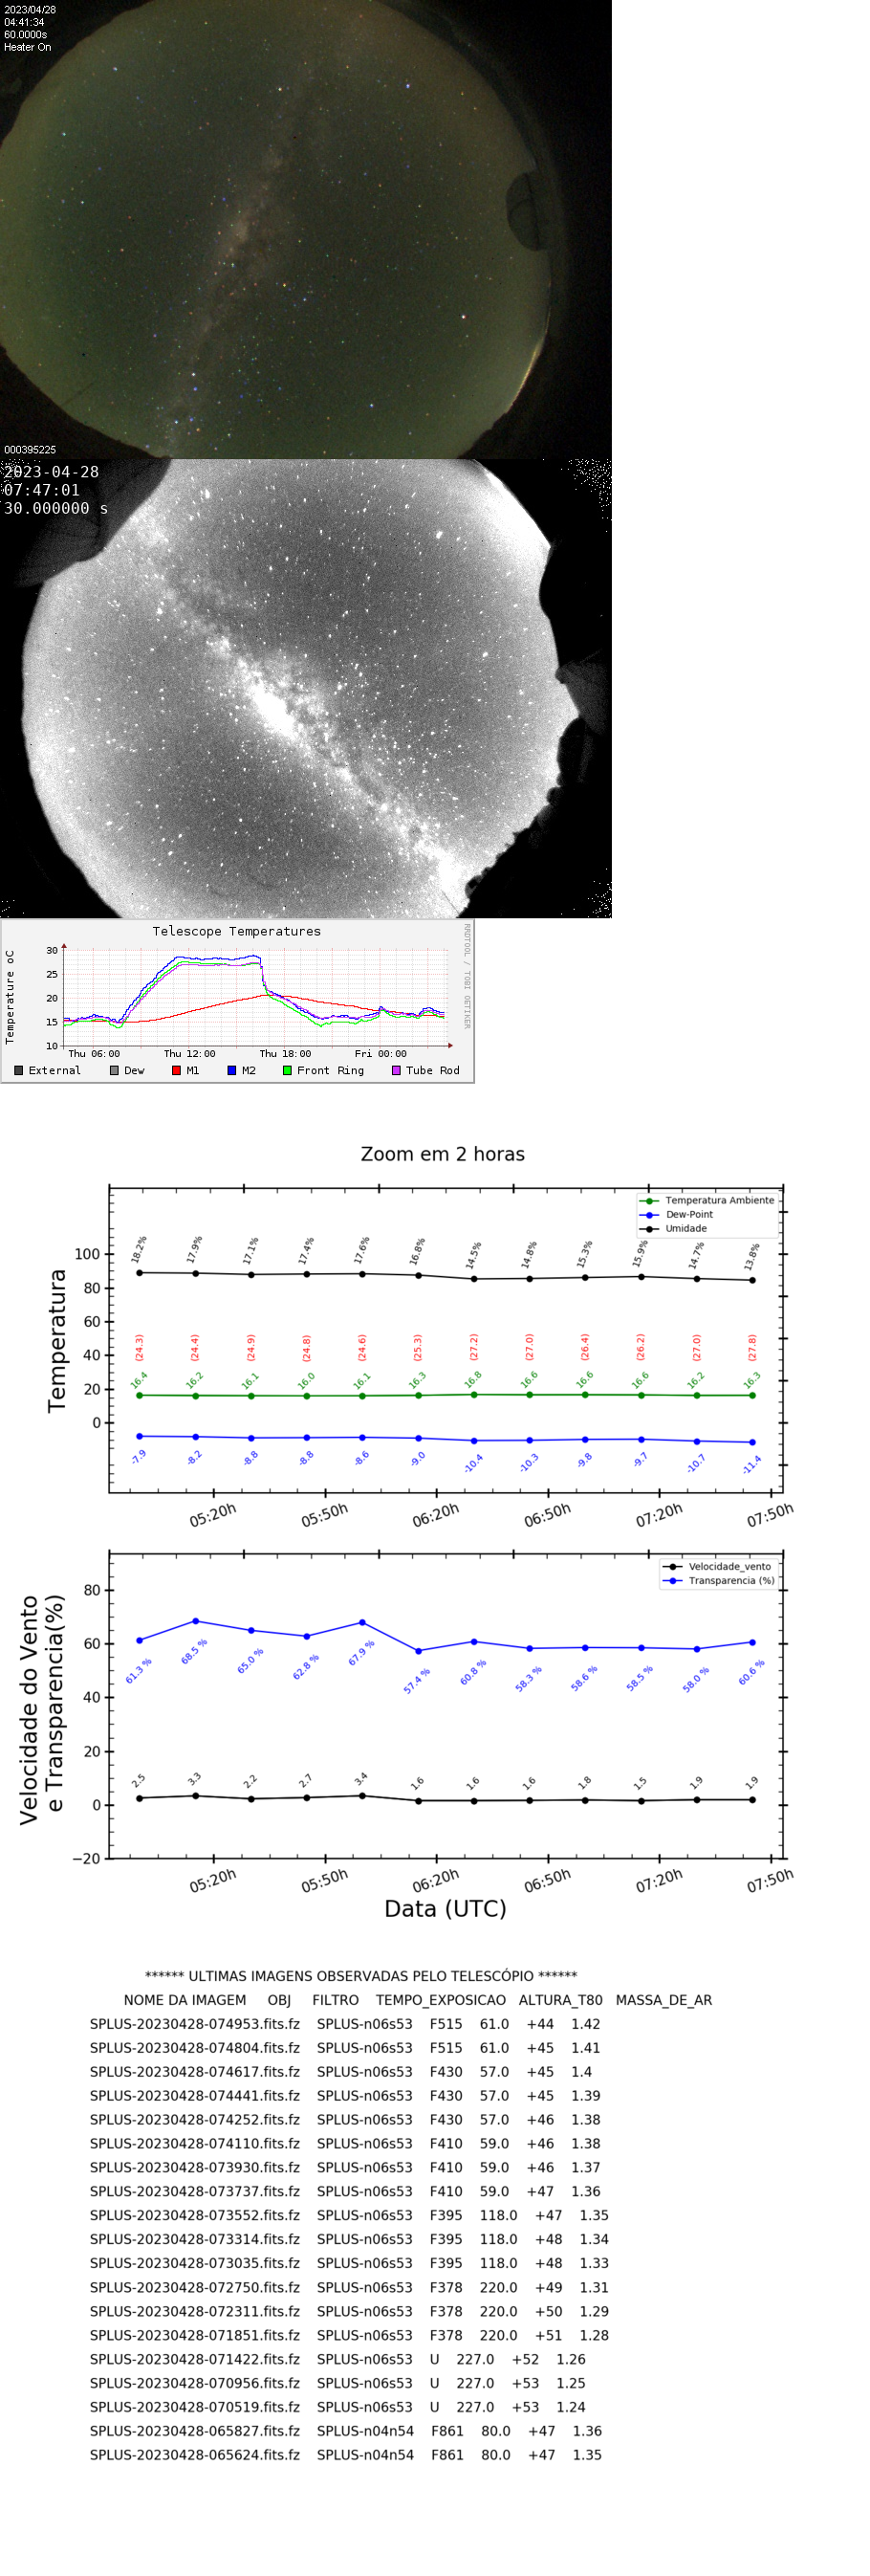 2023/04/28
04:41:34
60.0000s
Heater On
000395225
2023-04-28
07:47:01
30.000000 s
Telescope Temperatures
RRDTOOL / TOBI OETIKER
Temperature oC
30
25
20
15
10
Thu 06:00 Thu 12:00 Thu 18:00 Fri 00:00
External Dew M1 M2 Front Ring Tube Rod
Zoom em 2 horas
Temperatura Ambiente
Dew-Point
Umidade
Temperatura
100
80
60
40
20
0
18.2% 17.9% 17.1% 17.4% 17.6% 16.8% 14.5% 14.8% 15.3% 15.9% 14.7% 13.8%
(24.3) (24.4) (24.9) (24.8) (24.6) (25.3) (27.2) (27.0) (26.4) (26.2) (27.0) (27.8)
16.4 16.2 16.1 16.0 16.1 16.3 16.8 16.6 16.6 16.6 16.2 16.3
-7.9 -8.2 -8.8 -8.8 -8.6 -9.0 -10.4 -10.3 -9.8 -9.7 -10.7 -11.4
05:20h 05:50h 06:20h 06:50h 07:20h 07:50h
Velocidade_vento
Transparencia (%)
Velocidade do Vento
e Transparencia(%)
80
60
40
20
0
−20
61.3 % 68.5 % 65.0 % 62.8 % 67.9 % 57.4 % 60.8 % 58.3 % 58.6 % 58.5 % 58.0 % 60.6 %
2.5 3.3 2.2 2.7 3.4 1.6 1.6 1.6 1.8 1.5 1.9 1.9
05:20h 05:50h 06:20h 06:50h 07:20h 07:50h
Data (UTC)
****** ULTIMAS IMAGENS OBSERVADAS PELO TELESCÓPIO ******
NOME DA IMAGEM OBJ FILTRO TEMPO_EXPOSICAO ALTURA_T80 MASSA_DE_AR
SPLUS-20230428-074953.fits.fz SPLUS-n06s53 F515 61.0 +44 1.42
SPLUS-20230428-074804.fits.fz SPLUS-n06s53 F515 61.0 +45 1.41
SPLUS-20230428-074617.fits.fz SPLUS-n06s53 F430 57.0 +45 1.4
SPLUS-20230428-074441.fits.fz SPLUS-n06s53 F430 57.0 +45 1.39
SPLUS-20230428-074252.fits.fz SPLUS-n06s53 F430 57.0 +46 1.38
SPLUS-20230428-074110.fits.fz SPLUS-n06s53 F410 59.0 +46 1.38
SPLUS-20230428-073930.fits.fz SPLUS-n06s53 F410 59.0 +46 1.37
SPLUS-20230428-073737.fits.fz SPLUS-n06s53 F410 59.0 +47 1.36
SPLUS-20230428-073552.fits.fz SPLUS-n06s53 F395 118.0 +47 1.35
SPLUS-20230428-073314.fits.fz SPLUS-n06s53 F395 118.0 +48 1.34
SPLUS-20230428-073035.fits.fz SPLUS-n06s53 F395 118.0 +48 1.33
SPLUS-20230428-072750.fits.fz SPLUS-n06s53 F378 220.0 +49 1.31
SPLUS-20230428-072311.fits.fz SPLUS-n06s53 F378 220.0 +50 1.29
SPLUS-20230428-071851.fits.fz SPLUS-n06s53 F378 220.0 +51 1.28
SPLUS-20230428-071422.fits.fz SPLUS-n06s53 U 227.0 +52 1.26
SPLUS-20230428-070956.fits.fz SPLUS-n06s53 U 227.0 +53 1.25
SPLUS-20230428-070519.fits.fz SPLUS-n06s53 U 227.0 +53 1.24
SPLUS-20230428-065827.fits.fz SPLUS-n04n54 F861 80.0 +47 1.36
SPLUS-20230428-065624.fits.fz SPLUS-n04n54 F861 80.0 +47 1.35